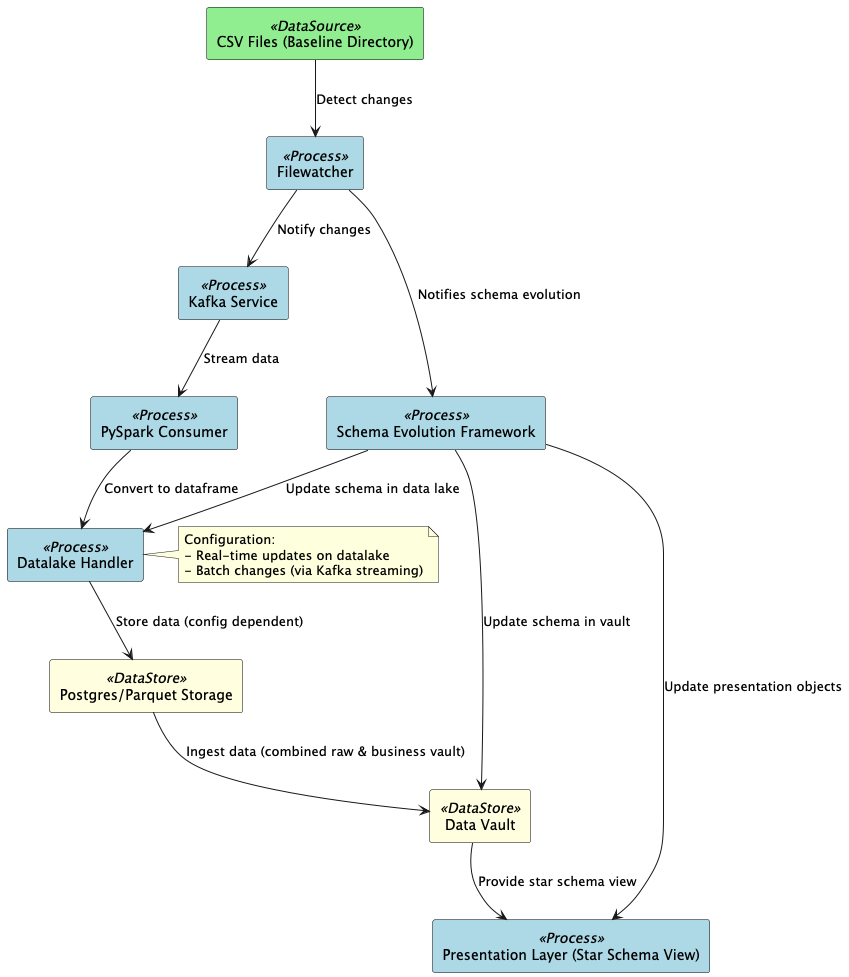 «DataSource»
CSV Files (Baseline Directory)
Detect changes
«Process»
Filewatcher
Notify changes
«Process»
Kafka Service
Notifies schema evolution
Stream data
«Process»
PySpark Consumer
«Process»
Schema Evolution Framework
Convert to dataframe
Update schema in data lake
«Process»
Datalake Handler
Configuration:
- Real-time updates on datalake
- Batch changes (via Kafka streaming)
Store data (config dependent)
Update schema in vault
«DataStore»
Postgres/Parquet Storage
Update presentation objects
Ingest data (combined raw & business vault)
«DataStore»
Data Vault
Provide star schema view
«Process»
Presentation Layer (Star Schema View)